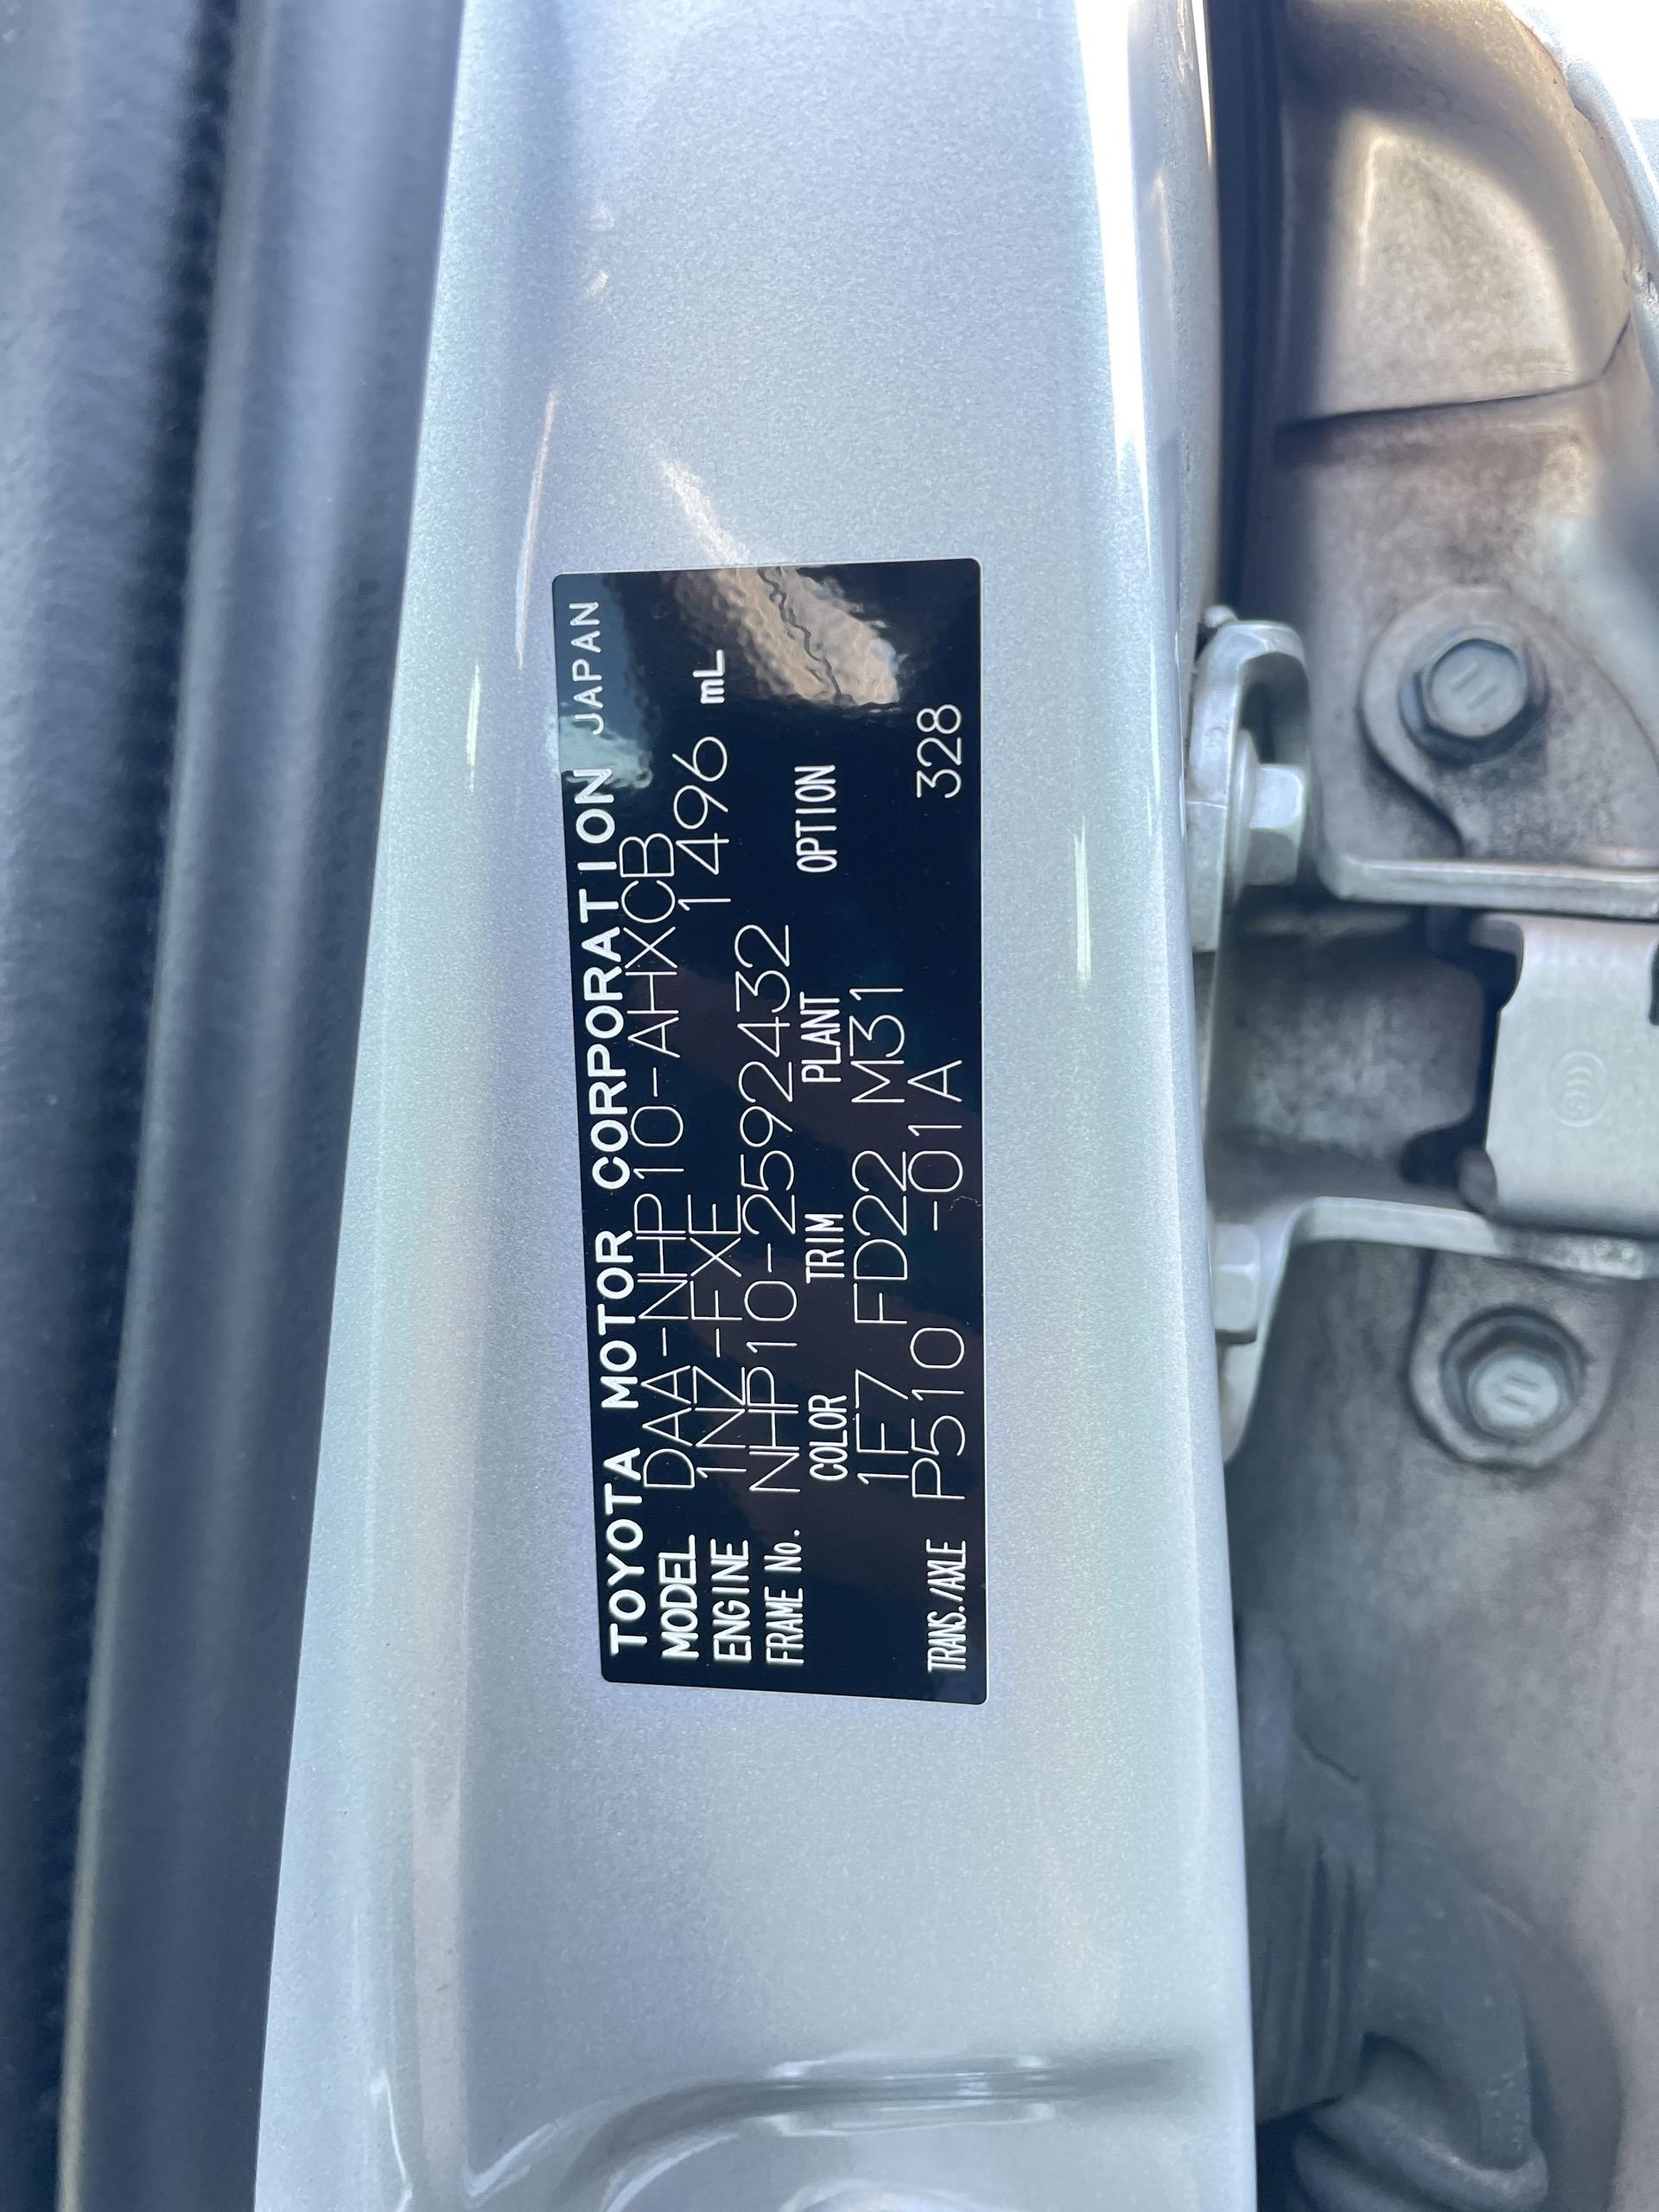 TOYOTA MOTOR CORPORATION JAPAN
MODEL DAA-NHP10-AHXCB
ENGINE 1NZ-FXE 1496 mL
FRAME No. NHP10-2592432
COLOR TRIM PLANT OPTION
1F7 FD22 M31
TRANS./AXLE P510 -01A 328